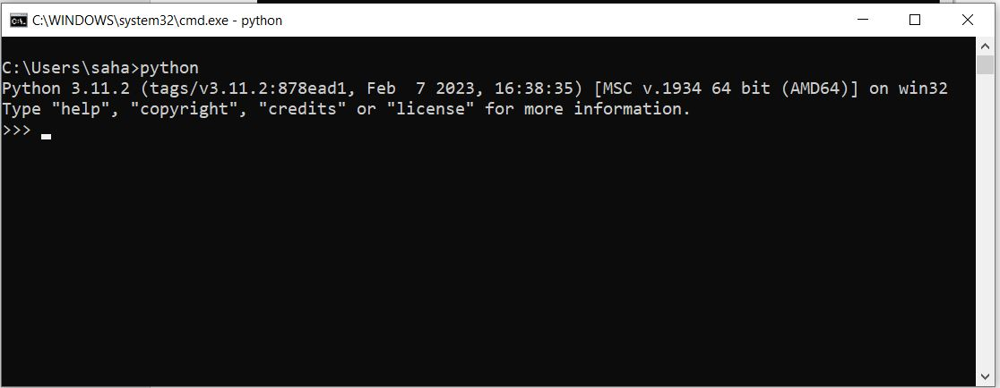 C:\WINDOWS\system32\cmd.exe - python
C:\Users\saha>python
Python 3.11.2 (tags/v3.11.2:878ead1, Feb  7 2023, 16:38:35) [MSC v.1934 64 bit (AMD64)] on win32
Type "help", "copyright", "credits" or "license" for more information.
>>>